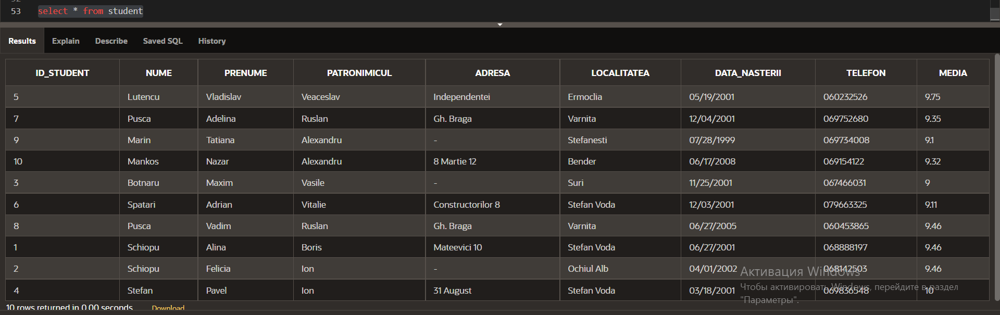 52
53 select * from student
Results Explain Describe Saved SQL History
ID_STUDENT NUME PRENUME PATRONIMICUL ADRESA LOCALITATEA DATA_NASTERII TELEFON MEDIA
5 Lutencu Vladislav Veaceslav Independentei Ermoclia 05/19/2001 060232526 9.75
7 Pusca Adelina Ruslan Gh. Braga Varnita 12/04/2001 069752680 9.35
9 Marin Tatiana Alexandru - Stefanesti 07/28/1999 069734008 9.1
10 Mankos Nazar Alexandru 8 Martie 12 Bender 06/17/2008 069154122 9.32
3 Botnaru Maxim Vasile - Suri 11/25/2001 067466031 9
6 Spatari Adrian Vitalie Constructorilor 8 Stefan Voda 12/03/2001 079663325 9.11
8 Pusca Vadim Ruslan Gh. Braga Varnita 06/27/2005 060453865 9.46
1 Schiopu Alina Boris Mateevici 10 Stefan Voda 06/27/2001 068888197 9.46
2 Schiopu Felicia Ion - Ochiul Alb 04/01/2002 068142503 9.46
4 Stefan Pavel Ion 31 August Stefan Voda 03/18/2001 069836548 10
Активация Windows
Чтобы активировать Windows, перейдите в раздел
"Параметры".
10 rows returned in 0.00 seconds Download